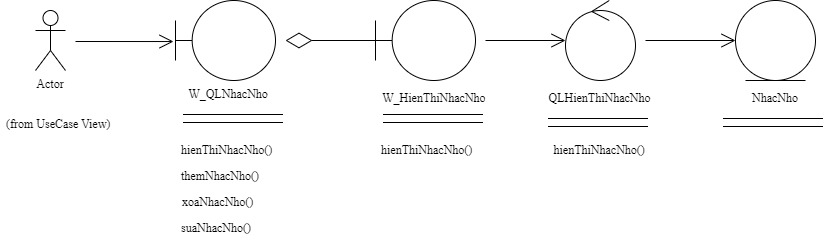 Actor
(from UseCase View)
W_QLNhacNho
hienThiNhacNho()
themNhacNho()
xoaNhacNho()
suaNhacNho()
W_HienThiNhacNho
hienThiNhacNho()
QLHienThiNhacNho
hienThiNhacNho()
NhacNho